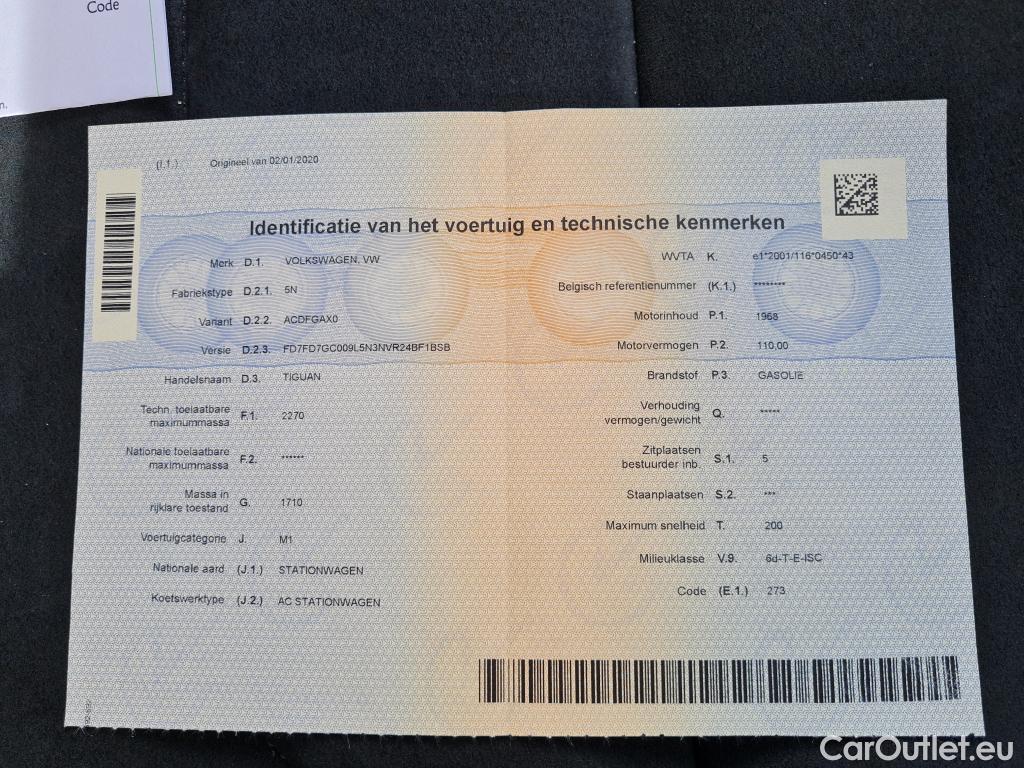 Code
n.
(I.1.) Origineel van 02/01/2020
Identificatie van het voertuig en technische kenmerken
Merk D.1. VOLKSWAGEN, VW
Fabriekstype D.2.1. 5N
Variant D.2.2. ACDFGAX0
Versie D.2.3. FD7FD7GC009L5N3NVR24BF1BSB
Handelsnaam D.3. TIGUAN
Techn. toelaatbare
maximummassa F.1. 2270
Nationale toelaatbare
maximummassa F.2. ******
Massa in
rijklare toestand G. 1710
Voertuigcategorie J. M1
Nationale aard (J.1.) STATIONWAGEN
Koetswerktype (J.2.) AC STATIONWAGEN
WVTA K. e1*2001/116*0450*43
Belgisch referentienummer (K.1.) ********
Motorinhoud P.1. 1968
Motorvermogen P.2. 110,00
Brandstof P.3. GASOLIE
Verhouding
vermogen/gewicht Q. *****
Zitplaatsen
bestuurder inb. S.1. 5
Staanplaatsen S.2. ***
Maximum snelheid T. 200
Milieuklasse V.9. 6d-T-E-ISC
Code (E.1.) 273
CarOutlet.eu